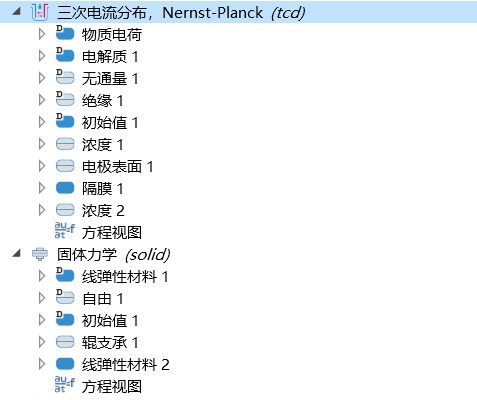 三次电流分布，Nernst-Planck (tcd)
D 物质电荷
D 电解质 1
D 无通量 1
D 绝缘 1
D 初始值 1
浓度 1
电极表面 1
隔膜 1
浓度 2
方程视图
固体力学 (solid)
D 线弹性材料 1
D 自由 1
D 初始值 1
辊支承 1
线弹性材料 2
方程视图